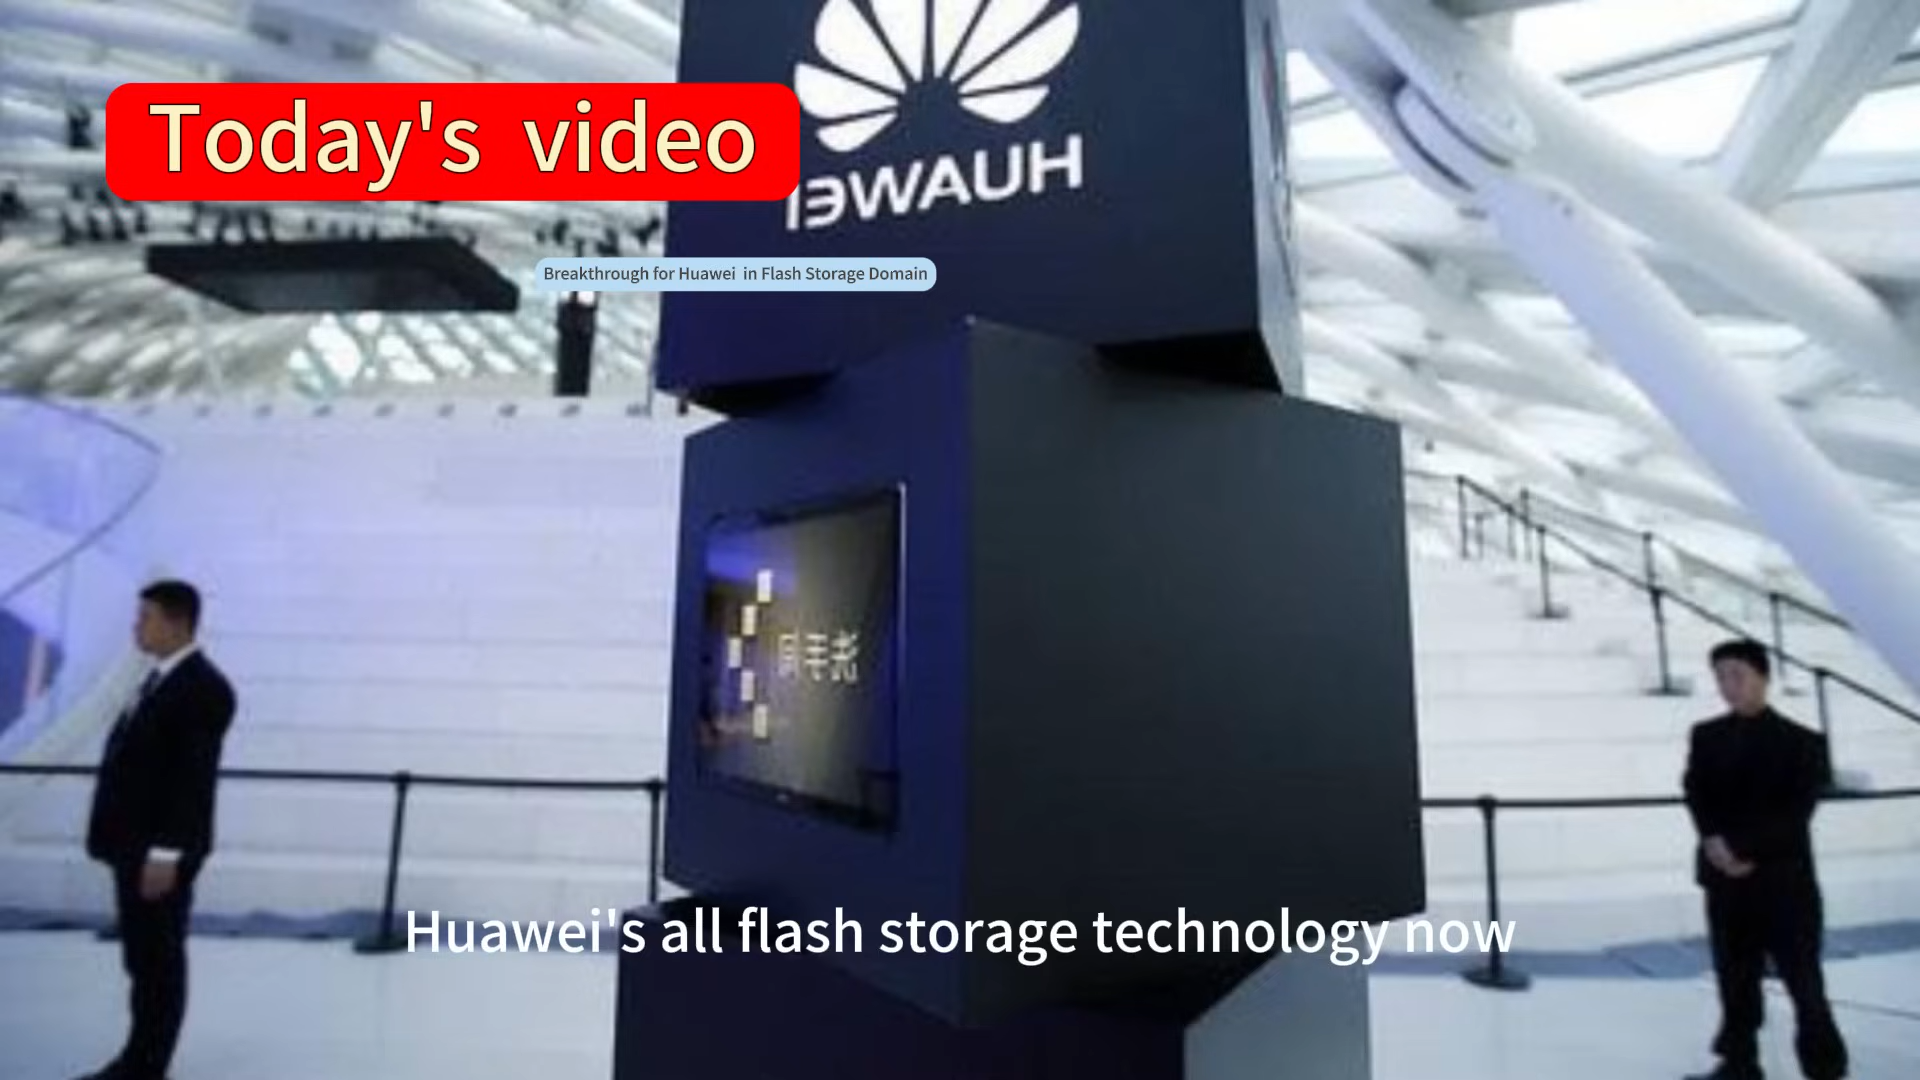 Today's video
HUAWEI
Breakthrough for Huawei in Flash Storage Domain
Huawei's all flash storage technology now